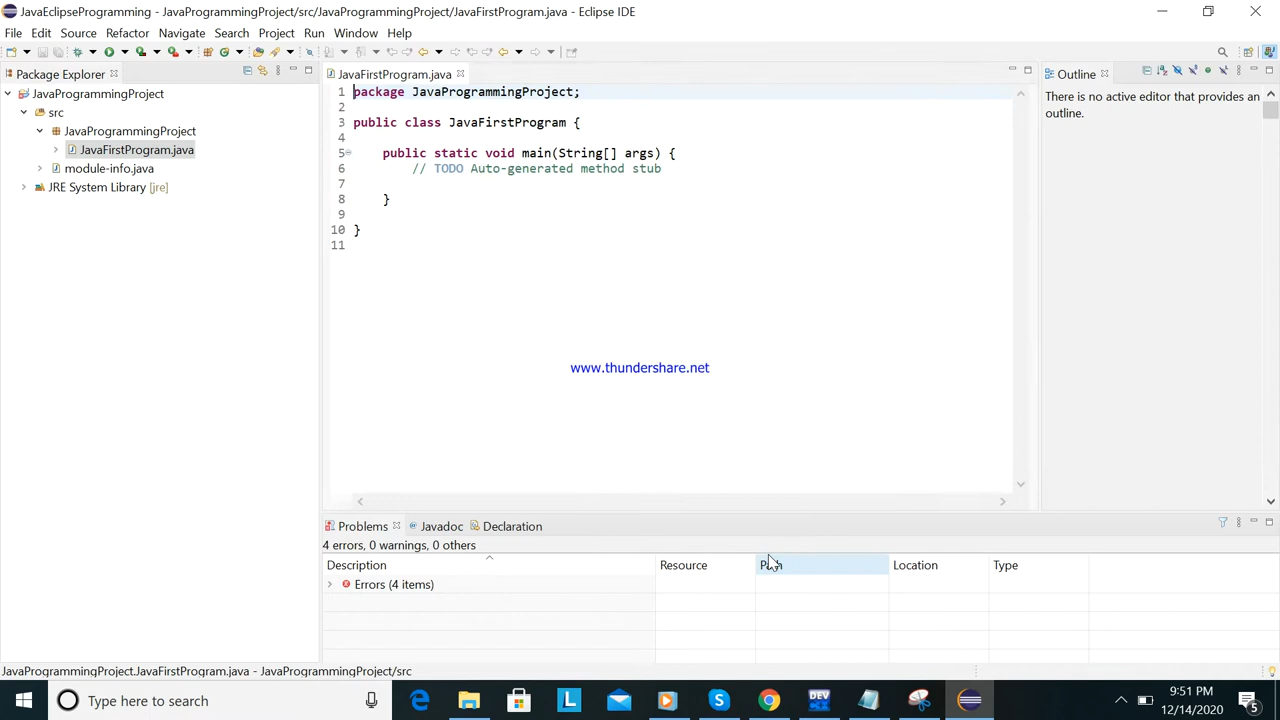 JavaEclipseProgramming - JavaProgrammingProject/src/JavaProgrammingProject/JavaFirstProgram.java - Eclipse IDE
File Edit Source Refactor Navigate Search Project Run Window Help
Package Explorer
JavaProgrammingProject
src
JavaProgrammingProject
JavaFirstProgram.java
module-info.java
JRE System Library [jre]
JavaFirstProgram.java
1 package JavaProgrammingProject;
2
3 public class JavaFirstProgram {
4
5 public static void main(String[] args) {
6 // TODO Auto-generated method stub
7
8 }
9
10 }
11
www.thundershare.net
Outline
There is no active editor that provides an
outline.
Problems Javadoc Declaration
4 errors, 0 warnings, 0 others
Description Resource Location Type
Errors (4 items)
JavaProgrammingProject.JavaFirstProgram.java - JavaProgrammingProject/src
Type here to search
DEV
9:51 PM
12/14/2020
5